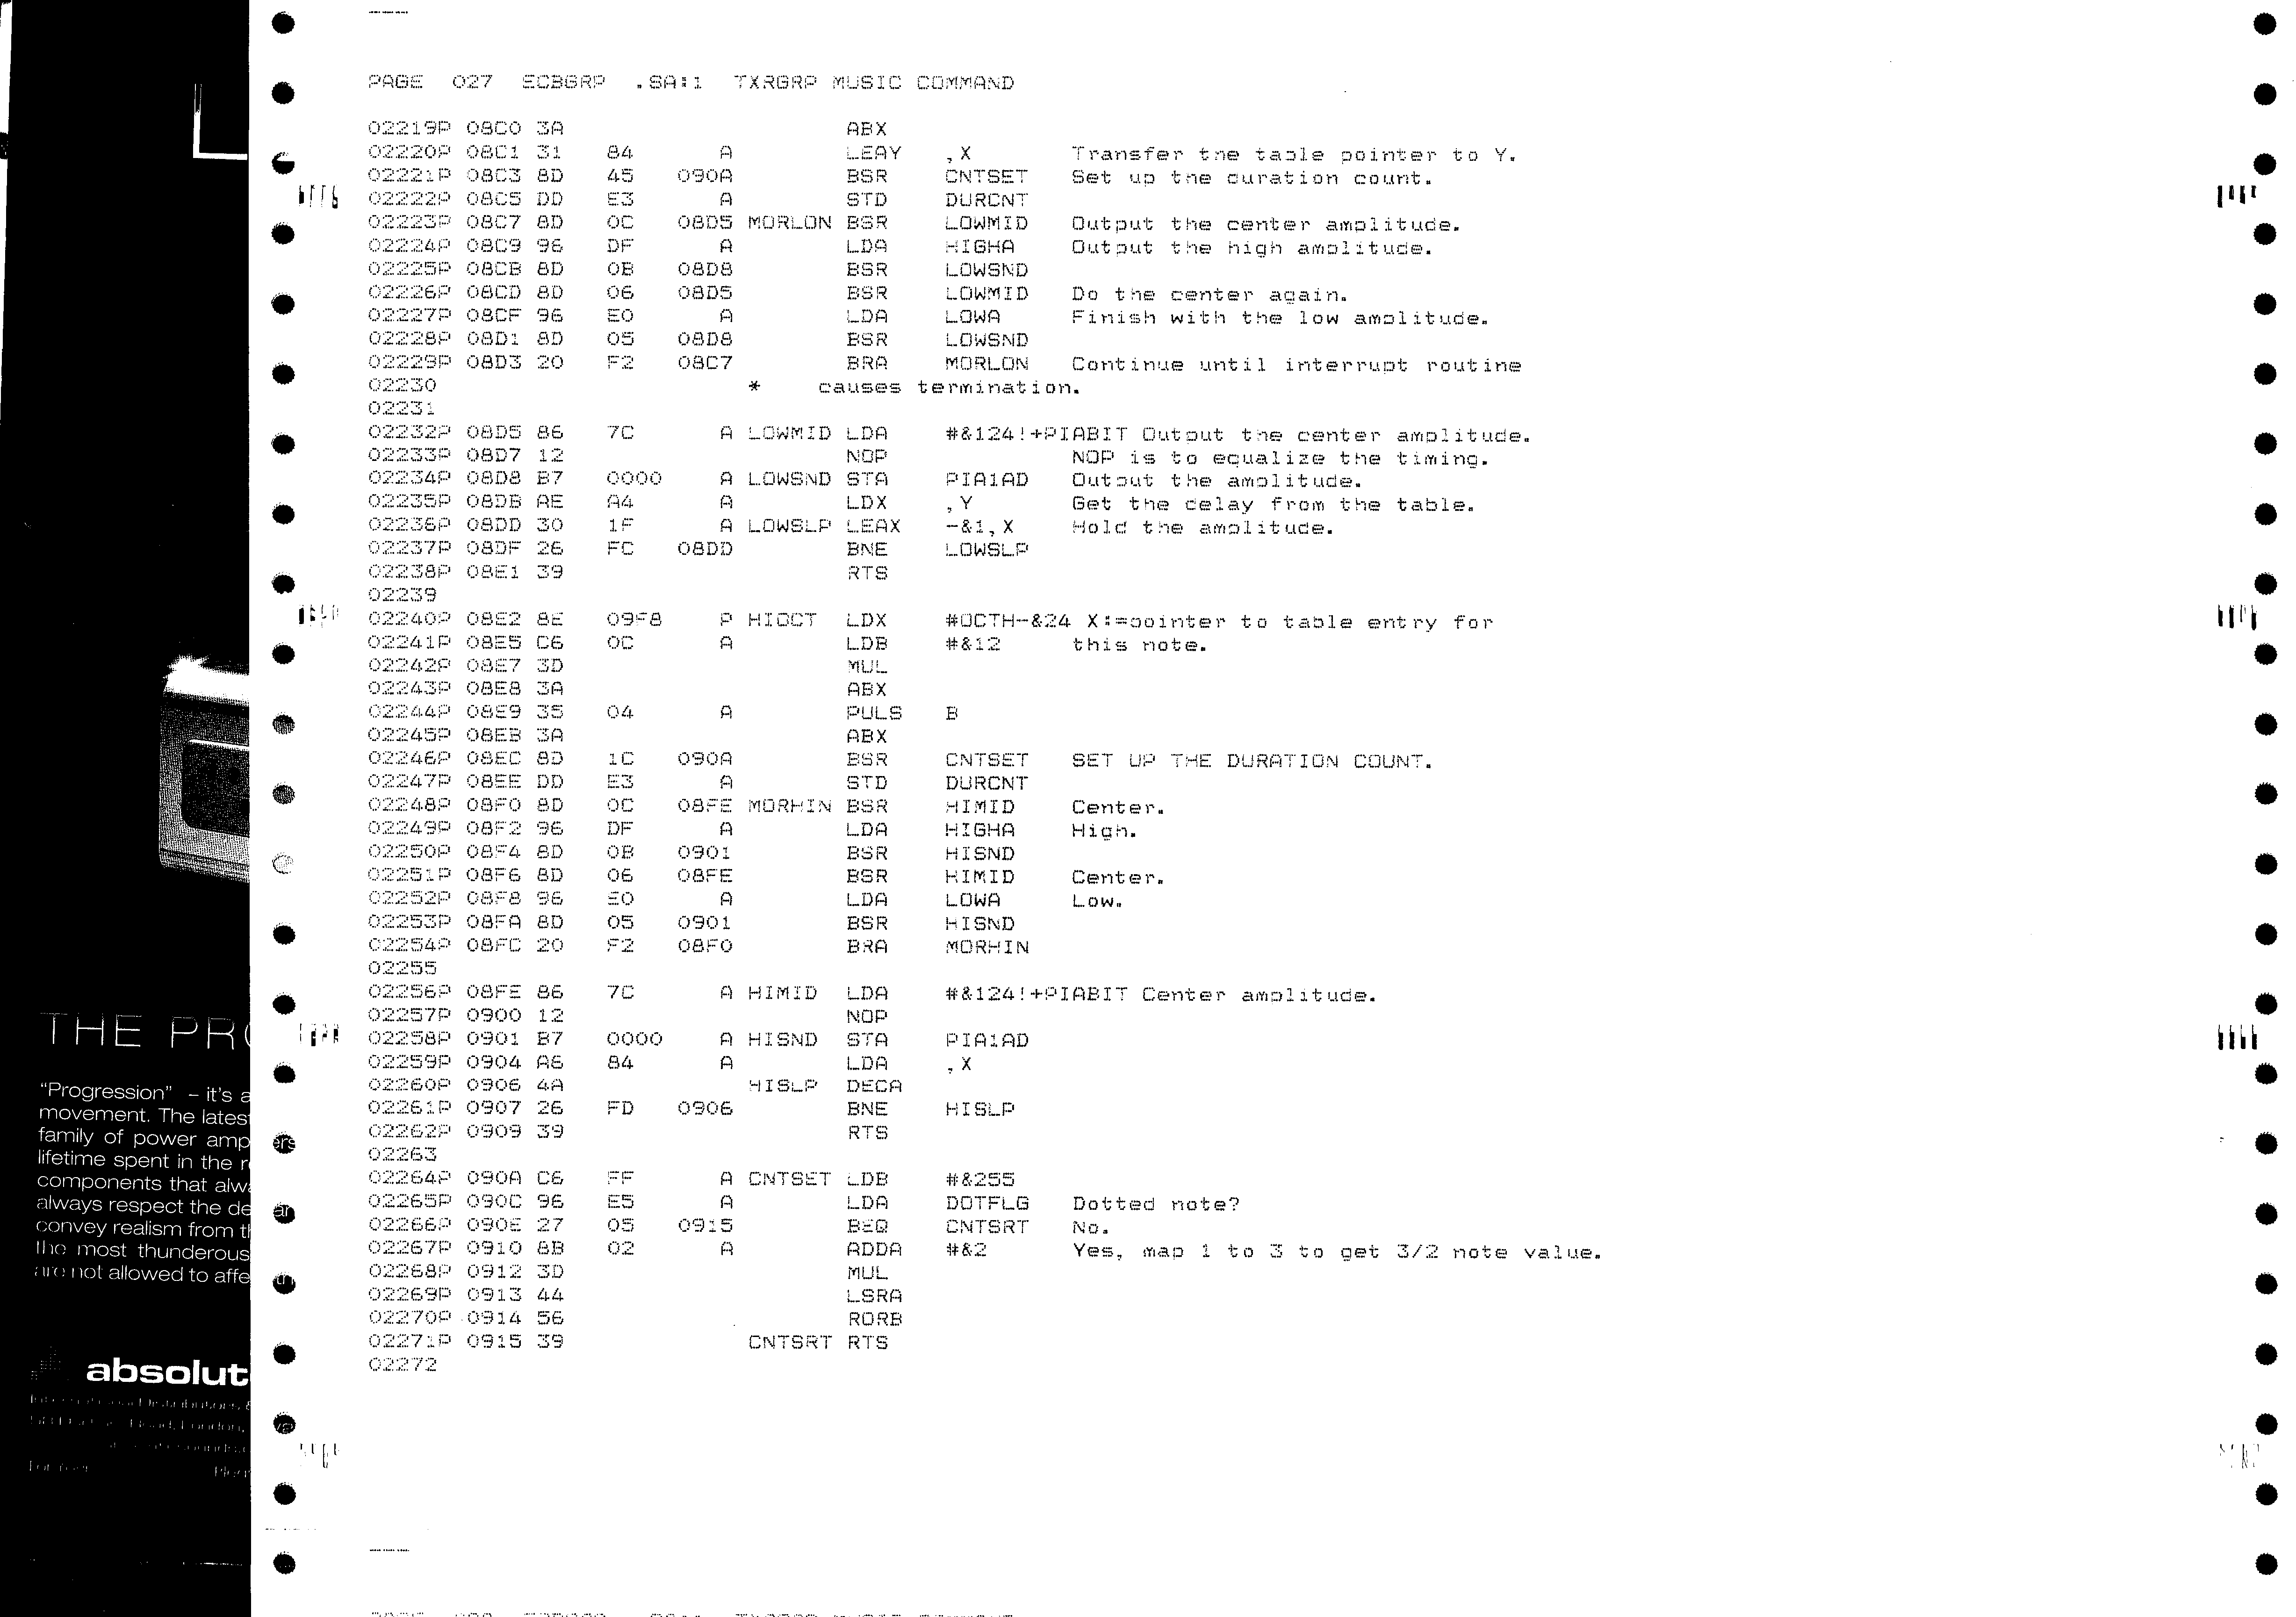 PAGE 027 ECBGRP .SA:1 TXRGRP MUSIC COMMAND
02219P 08C0 3A ABX
02220P 08C1 31 84 A LEAY ,X Transfer the table pointer to Y.
02221P 08C3 8D 45 090A BSR CNTSET Set up the duration count.
02222P 08C5 DD E3 A STD DURCNT
02223P 08C7 8D 0C 08D5 MORLON BSR LOWMID Output the center amplitude.
02224P 08C9 96 DF A LDA HIGHA Output the high amplitude.
02225P 08CB 8D 0B 08D8 BSR LOWSND
02226P 08CD 8D 06 08D5 BSR LOWMID Do the center again.
02227P 08CF 96 E0 A LDA LOWA Finish with the low amplitude.
02228P 08D1 8D 05 08D8 BSR LOWSND
02229P 08D3 20 F2 08C7 BRA MORLON Continue until interrupt routine
02230 * causes termination.
02231
02232P 08D5 86 7C A LOWMID LDA #&124!+PIABIT Output the center amplitude.
02233P 08D7 12 NOP NOP is to equalize the timing.
02234P 08D8 B7 0000 A LOWSND STA PIA1AD Output the amplitude.
02235P 08DB AE A4 A LDX ,Y Get the delay from the table.
02236P 08DD 30 1F A LOWSLP LEAX -&1,X Hold the amplitude.
02237P 08DF 26 FC 08DD BNE LOWSLP
02238P 08E1 39 RTS
02239
02240P 08E2 8E 09F8 P HIOCT LDX #OCTH-&24 X:=pointer to table entry for
02241P 08E5 C6 0C A LDB #&12 this note.
02242P 08E7 3D MUL
02243P 08E8 3A ABX
02244P 08E9 35 04 A PULS B
02245P 08EB 3A ABX
02246P 08EC 8D 1C 090A BSR CNTSET SET UP THE DURATION COUNT.
02247P 08EE DD E3 A STD DURCNT
02248P 08F0 8D 0C 08FE MORHIN BSR HIMID Center.
02249P 08F2 96 DF A LDA HIGHA High.
02250P 08F4 8D 0B 0901 BSR HISND
02251P 08F6 8D 06 08FE BSR HIMID Center.
02252P 08F8 96 E0 A LDA LOWA Low.
02253P 08FA 8D 05 0901 BSR HISND
02254P 08FC 20 F2 08F0 BRA MORHIN
02255
02256P 08FE 86 7C A HIMID LDA #&124!+PIABIT Center amplitude.
02257P 0900 12 NOP
02258P 0901 B7 0000 A HISND STA PIA1AD
02259P 0904 A6 84 A LDA ,X
02260P 0906 4A HISLP DECA
02261P 0907 26 FD 0906 BNE HISLP
02262P 0909 39 RTS
02263
02264P 090A C6 FF A CNTSET LDB #&255
02265P 090C 96 E5 A LDA DOTFLG Dotted note?
02266P 090E 27 05 0915 BEQ CNTSRT No.
02267P 0910 8B 02 A ADDA #&2 Yes, map 1 to 3 to get 3/2 note value.
02268P 0912 3D MUL
02269P 0913 44 LSRA
02270P 0914 56 RORB
02271P 0915 39 CNTSRT RTS
02272
THE PRO
"Progression" – it's a
movement. The latest
family of power amp
lifetime spent in the r
components that alwa
always respect the de
convey realism from th
the most thunderous
are not allowed to affe
absolut